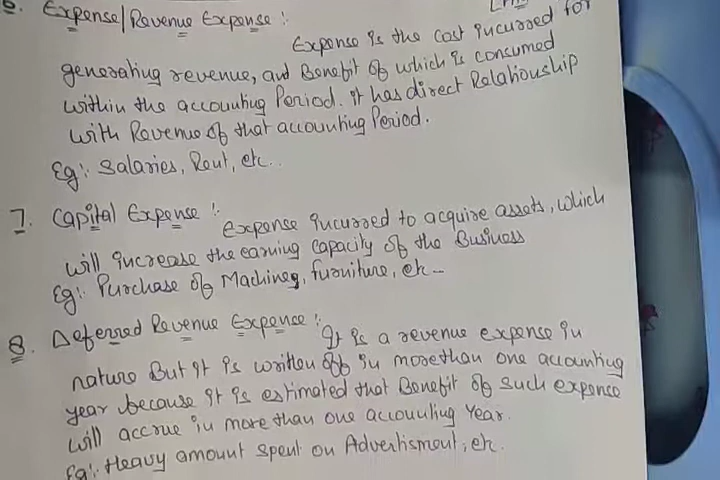 6. Expense/Revenue Expense :
Expense is the cost incurred for
generating revenue, and Benefit of which is consumed
within the accounting Period. it has direct Relationship
with Revenue of that accounting Period.
Eg: Salaries, Rent, etc..
7. Capital Expense :
Expense incurred to acquire assets, which
will increase the earning capacity of the Business
Eg: Purchase of Machines, furniture, etc--
8. Deferred Revenue Expense :
It is a revenue expense in
nature But it is written off in more than one accounting
year because it is estimated that Benefit of such expense
will accrue in more than one accounting Year.
Eg: Heavy amount spent on Advertisment, etc.